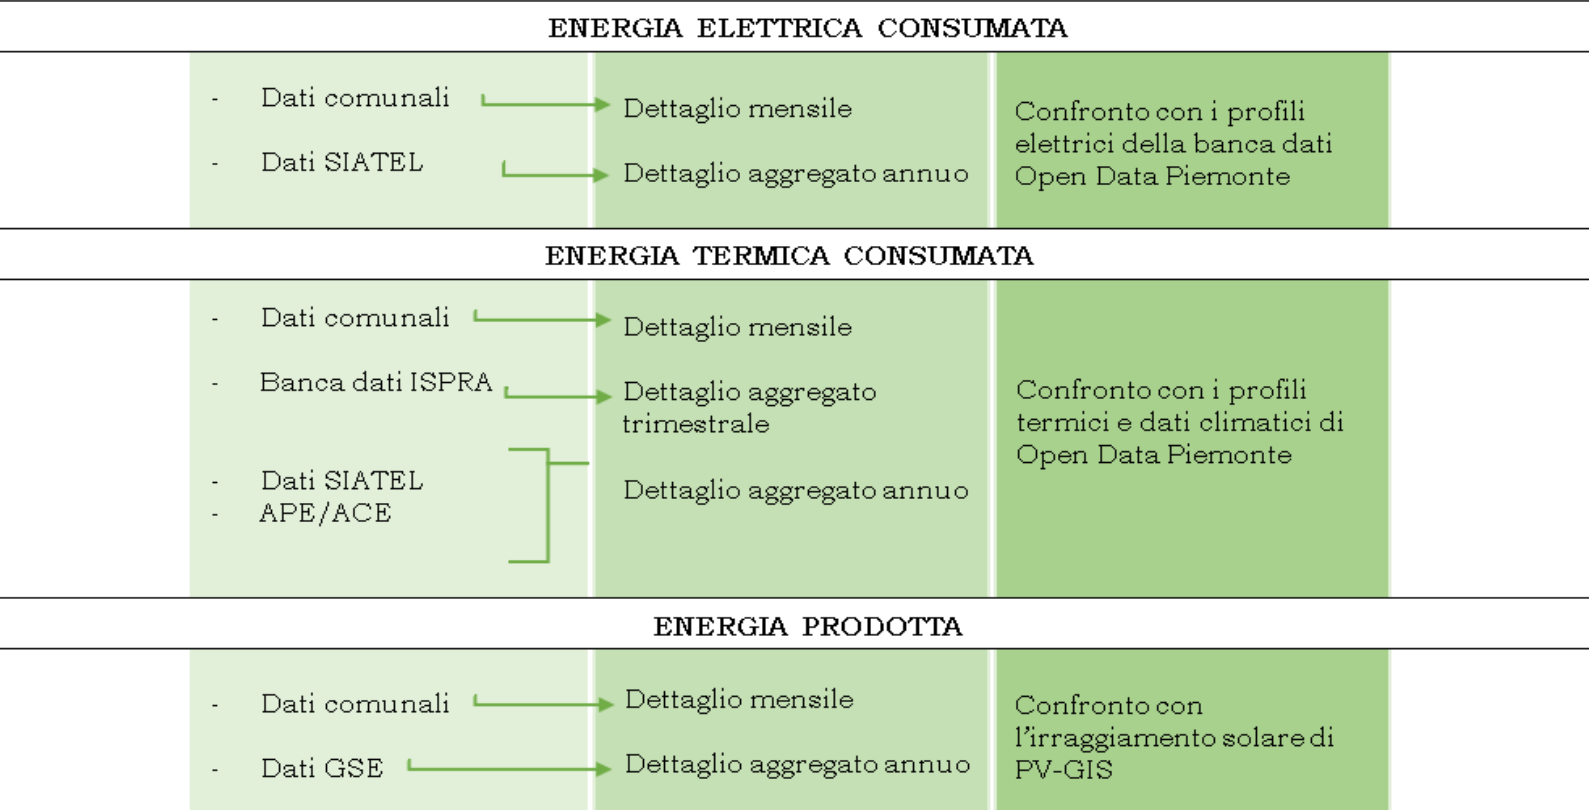 ENERGIA ELETTRICA CONSUMATA
- Dati comunali
- Dati SIATEL
Dettaglio mensile
Dettaglio aggregato annuo
Confronto con i profili
elettrici della banca dati
Open Data Piemonte
ENERGIA TERMICA CONSUMATA
- Dati comunali
- Banca dati ISPRA
- Dati SIATEL
- APE/ACE
Dettaglio mensile
Dettaglio aggregato
trimestrale
Dettaglio aggregato annuo
Confronto con i profili
termici e dati climatici di
Open Data Piemonte
ENERGIA PRODOTTA
- Dati comunali
- Dati GSE
Dettaglio mensile
Dettaglio aggregato annuo
Confronto con
l'irraggiamento solare di
PV-GIS